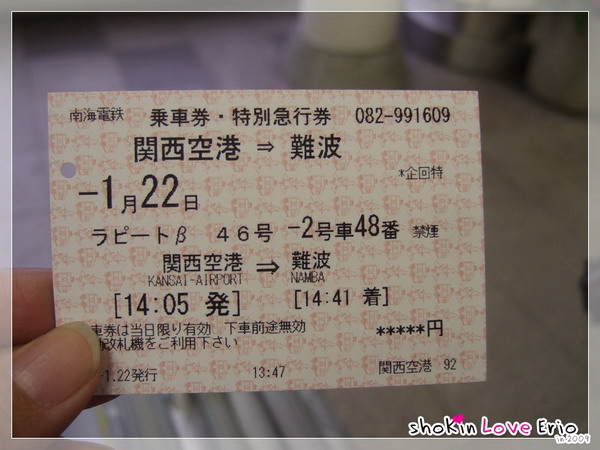 南海電鉄 乗車券・特別急行券 082-991609
関西空港 ⇒ 難波
*企回特
-1月22日
ラピートβ 46号 -2号車48番 禁煙
関西空港 ⇒ 難波
KANSAI-AIRPORT NAMBA
[14:05 発] [14:41 着]
車券は当日限り有効 下車前途無効
改札機をご利用下さい
*****円
-1.22発行 13:47 関西空港 92
shokin Love Erio
in 2009